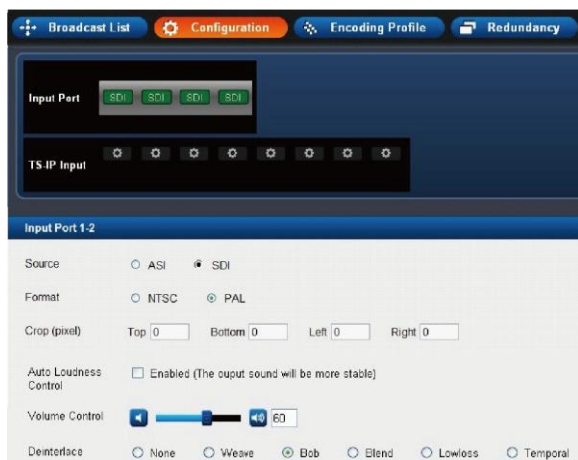 Broadcast List Configuration Encoding Profile Redundancy
Input Port SDI SDI SDI SDI
TS-IP Input
Input Port 1-2
Source ASI SDI
Format NTSC PAL
Crop (pixel) Top 0 Bottom 0 Left 0 Right 0
Auto Loudness Control Enabled (The ouput sound will be more stable)
Volume Control 60
Deinterlace None Weave Bob Blend Lowloss Temporal